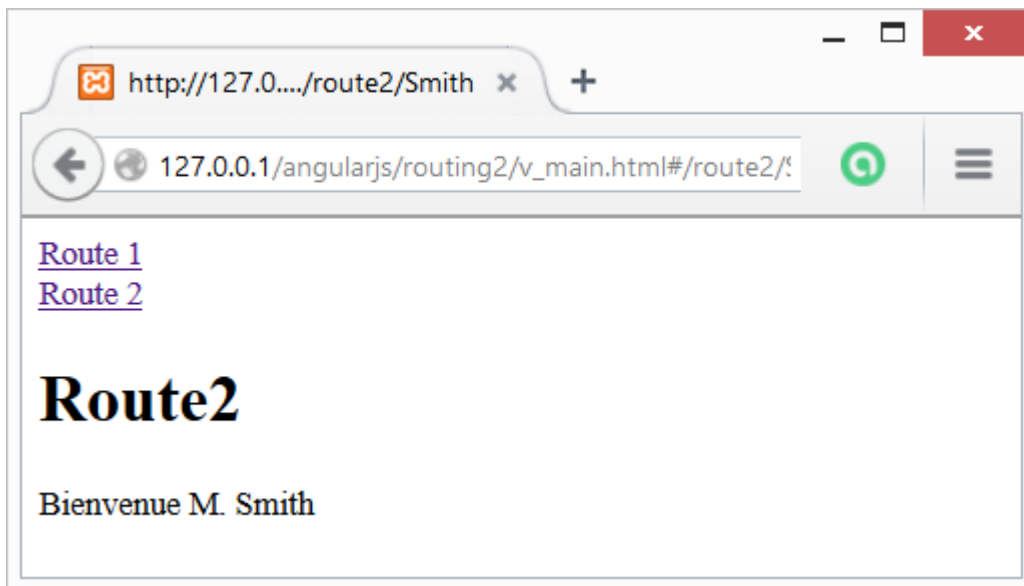 http://127.0..../route2/Smith
127.0.0.1/angularjs/routing2/v_main.html#/route2/
Route 1
Route 2
Route2
Bienvenue M. Smith